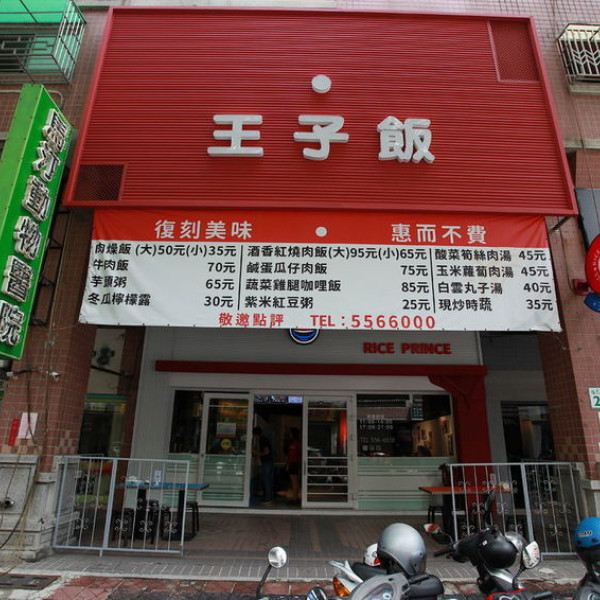 王子飯
復刻美味 • 惠而不費
肉燥飯 (大)50元(小)35元
牛肉飯 70元
芋棗粥 65元
冬瓜檸檬露 30元
酒香紅燒肉飯(大)95元(小)65元
鹹蛋瓜仔肉飯 75元
蔬菜雞腿咖哩飯 85元
紫米紅豆粥 25元
酸菜筍絲肉湯 45元
玉米蘿蔔肉湯 45元
白雲丸子湯 40元
現炒時蔬 35元
敬邀點評 TEL:5566000
RICE PRINCE
馬汀動物醫院